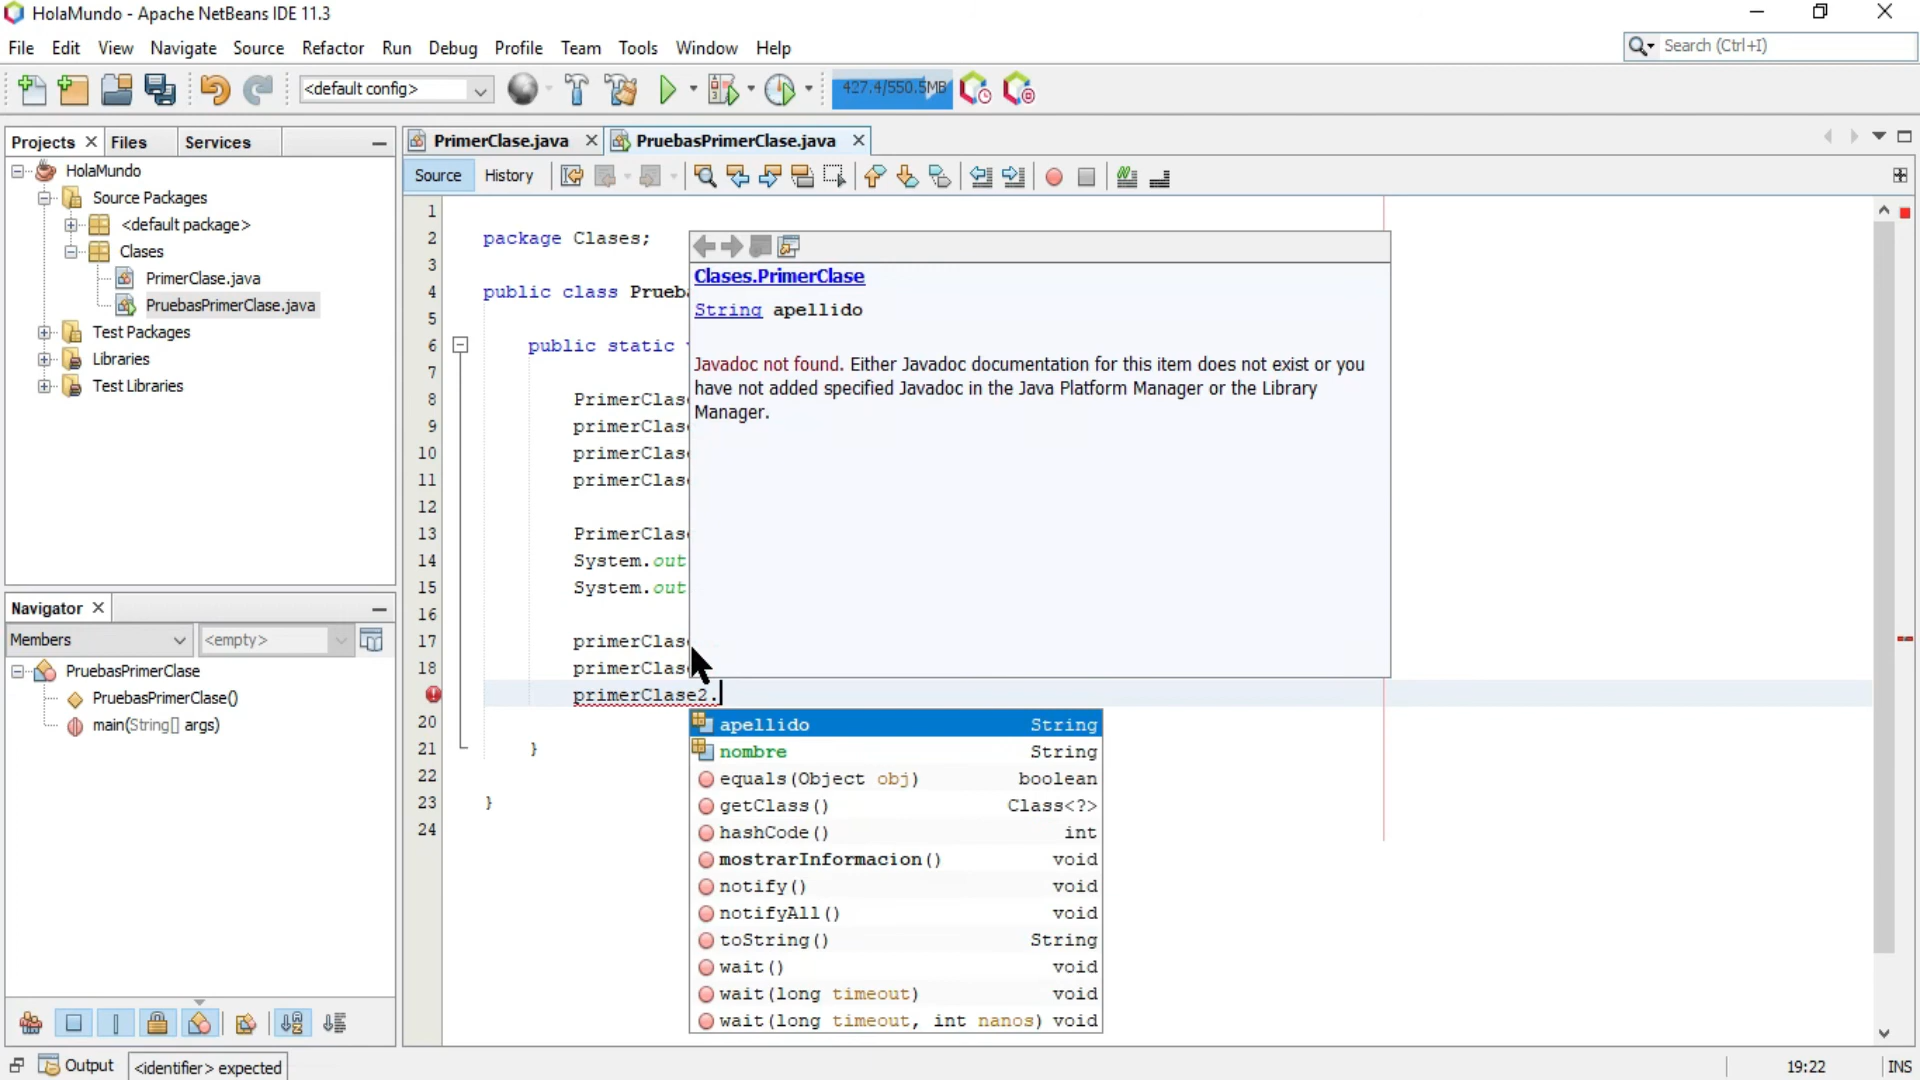 HolaMundo - Apache NetBeans IDE 11.3
File Edit View Navigate Source Refactor Run Debug Profile Team Tools Window Help
Search (Ctrl+I)
<default config>
427.4/550.5MB
Projects Files Services
HolaMundo
Source Packages
<default package>
Clases
PrimerClase.java
PruebasPrimerClase.java
Test Packages
Libraries
Test Libraries
Navigator
Members <empty>
PruebasPrimerClase
PruebasPrimerClase()
main(String[] args)
PrimerClase.java PruebasPrimerClase.java
Source History
1
2 package Clases;
3
4 public class Prueb
5
6 public static
7
8 PrimerClas
9 primerClas
10 primerClas
11 primerClas
12
13 PrimerClas
14 System.out
15 System.out
16
17 primerClas
18 primerClas
primerClase2.
20
21 }
22
23 }
24
Clases.PrimerClase
String apellido
Javadoc not found. Either Javadoc documentation for this item does not exist or you
have not added specified Javadoc in the Java Platform Manager or the Library
Manager.
apellido String
nombre String
equals(Object obj) boolean
getClass() Class<?>
hashCode() int
mostrarInformacion() void
notify() void
notifyAll() void
toString() String
wait() void
wait(long timeout) void
wait(long timeout, int nanos) void
Output <identifier> expected
19:22 INS